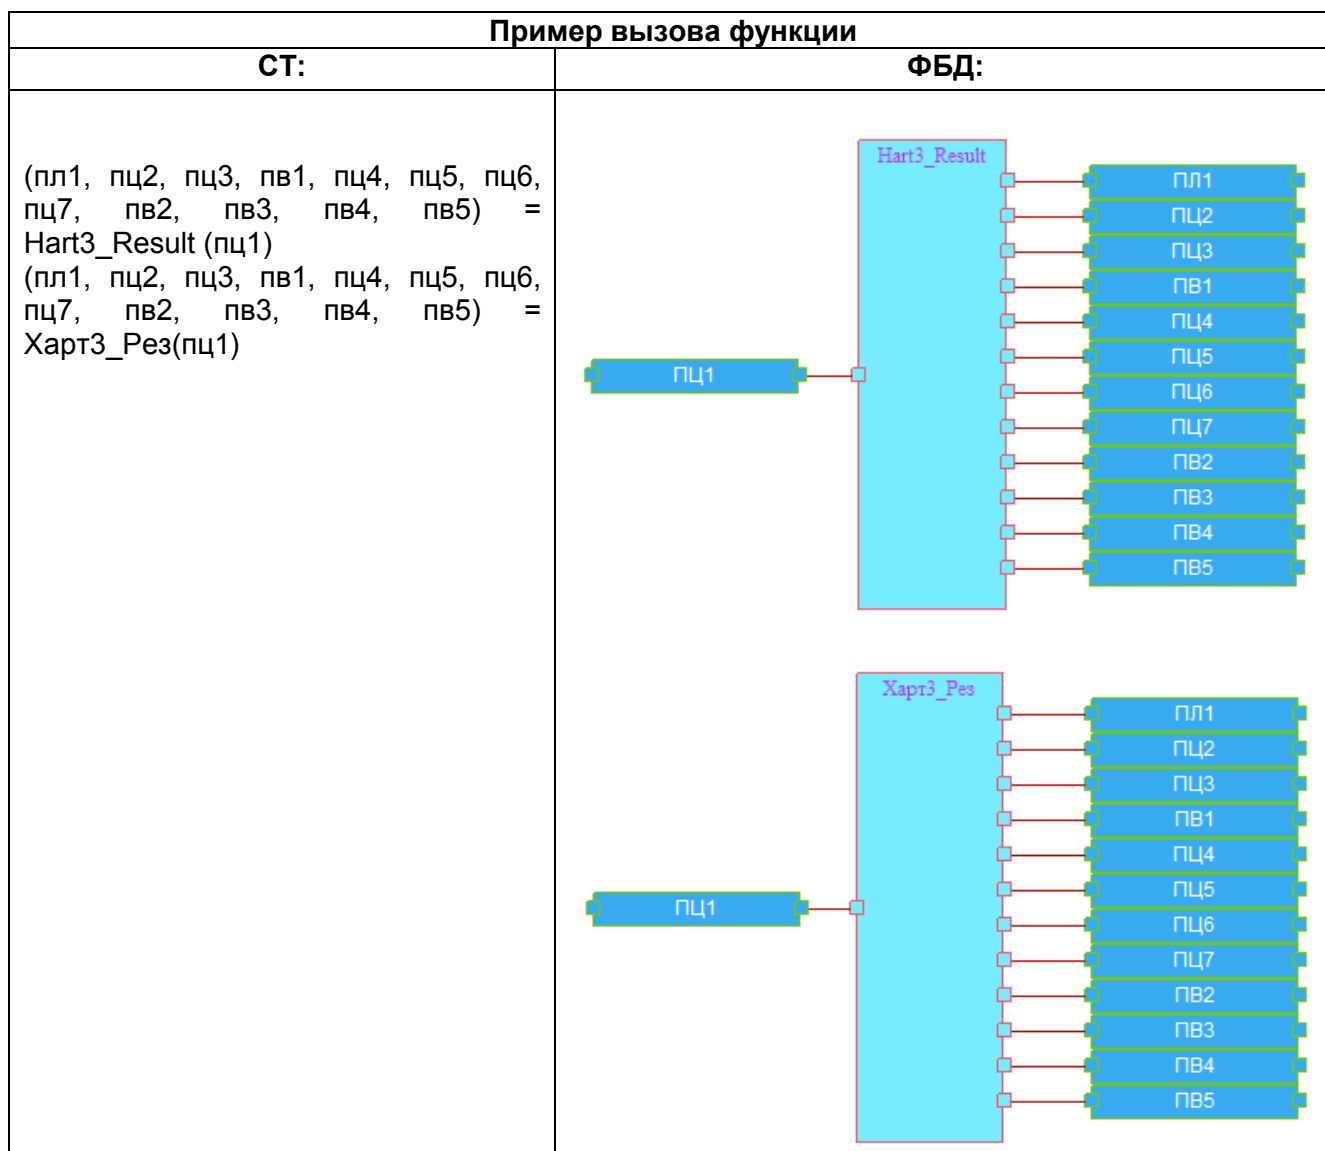 Пример вызова функции
СТ:
ФБД:
(пл1, пц2, пц3, пв1, пц4, пц5, пц6,
пц7, пв2, пв3, пв4, пв5) =
Hart3_Result (пц1)
(пл1, пц2, пц3, пв1, пц4, пц5, пц6,
пц7, пв2, пв3, пв4, пв5) =
Харт3_Рез(пц1)
Hart3_Result
ПЦ1
ПЛ1
ПЦ2
ПЦ3
ПВ1
ПЦ4
ПЦ5
ПЦ6
ПЦ7
ПВ2
ПВ3
ПВ4
ПВ5
Харт3_Рез
ПЦ1
ПЛ1
ПЦ2
ПЦ3
ПВ1
ПЦ4
ПЦ5
ПЦ6
ПЦ7
ПВ2
ПВ3
ПВ4
ПВ5